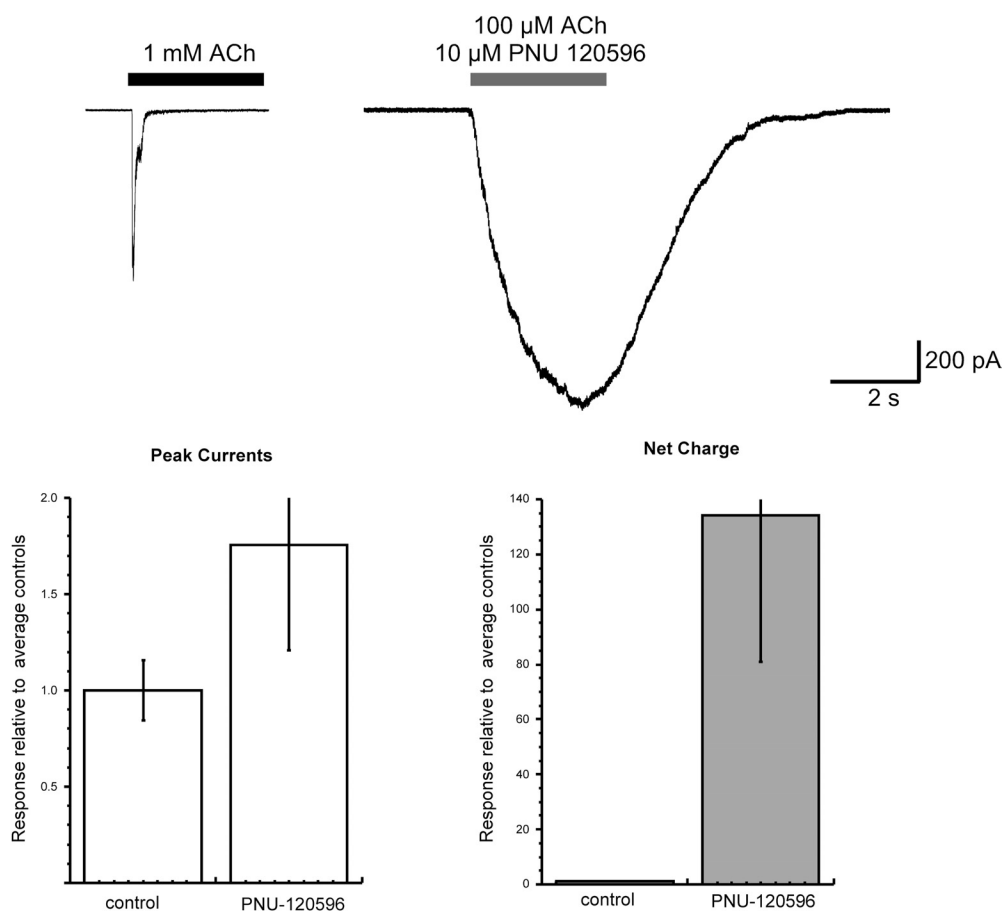 1 mM ACh
100 µM ACh
10 µM PNU 120596
200 pA
2 s
Peak Currents
Response relative to average controls
2.0
1.5
1.0
0.5
control
PNU-120596
Net Charge
Response relative to average controls
140
120
100
80
60
40
20
0
control
PNU-120596